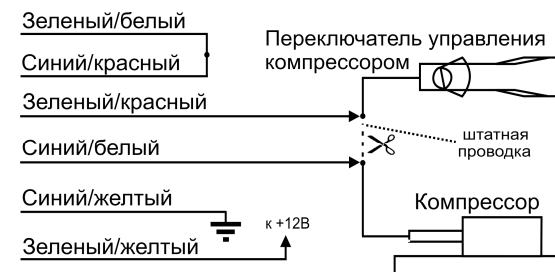 Зеленый/белый
Переключатель управления
компрессором
Синий/красный
Зеленый/красный
штатная
проводка
Синий/белый
Синий/желтый
Компрессор
к +12В
Зеленый/желтый